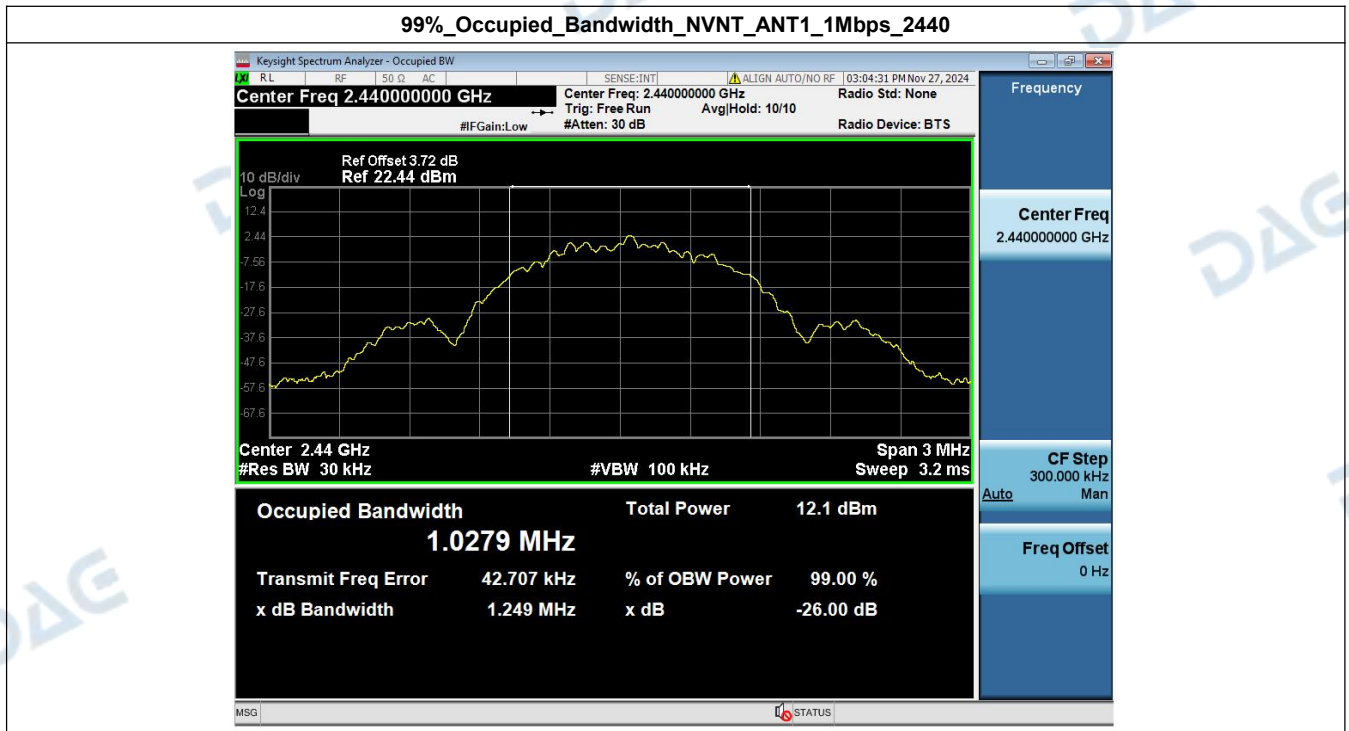 99%_Occupied_Bandwidth_NVNT_ANT1_1Mbps_2440
Keysight Spectrum Analyzer - Occupied BW
LXI RL RF 50 Ω AC SENSE:INT ALIGN AUTO/NO RF 03:04:31 PM Nov 27, 2024
Center Freq 2.440000000 GHz
Center Freq: 2.440000000 GHz Radio Std: None
Trig: Free Run Avg|Hold: 10/10
#IFGain:Low #Atten: 30 dB Radio Device: BTS
Ref Offset 3.72 dB
10 dB/div Ref 22.44 dBm
Log
12.4
2.44
-7.56
-17.6
-27.6
-37.6
-47.6
-57.6
-67.6
Center 2.44 GHz Span 3 MHz
#Res BW 30 kHz #VBW 100 kHz Sweep 3.2 ms
Occupied Bandwidth Total Power 12.1 dBm
1.0279 MHz
Transmit Freq Error 42.707 kHz % of OBW Power 99.00 %
x dB Bandwidth 1.249 MHz x dB -26.00 dB
MSG STATUS
Frequency
Center Freq
2.440000000 GHz
CF Step
300.000 kHz
Auto Man
Freq Offset
0 Hz
DAG
DAG